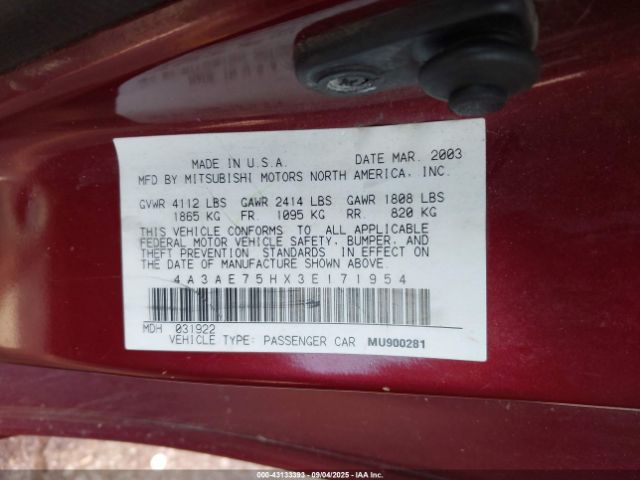 MADE IN U.S.A. DATE MAR. 2003
MFD BY MITSUBISHI MOTORS NORTH AMERICA, INC.
GVWR 4112 LBS GAWR 2414 LBS GAWR 1808 LBS
1865 KG FR. 1095 KG RR. 820 KG
THIS VEHICLE CONFORMS TO ALL APPLICABLE
FEDERAL MOTOR VEHICLE SAFETY, BUMPER, AND
THEFT PREVENTION STANDARDS IN EFFECT ON
THE DATE OF MANUFACTURE SHOWN ABOVE.
4A3AE75HX3E171954
MDH 031922
VEHICLE TYPE: PASSENGER CAR MU900281
000-43133393 09/04/2025 IAA Inc.